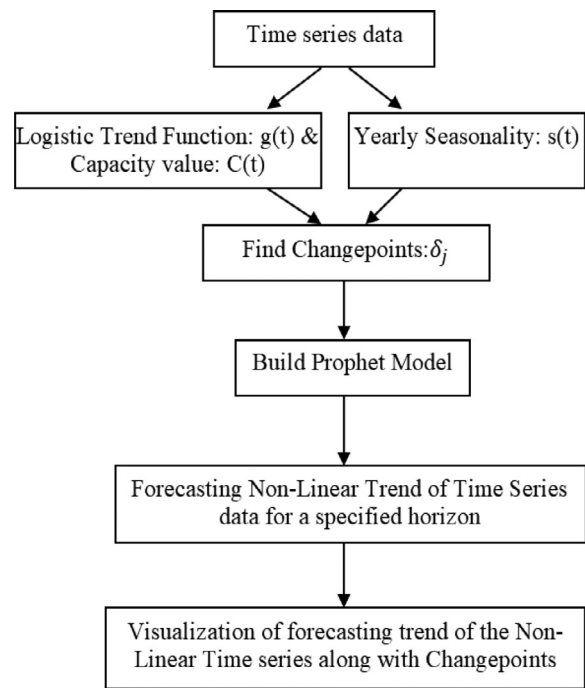 Time series data
Logistic Trend Function: g(t) &
Capacity value: C(t)
Yearly Seasonality: s(t)
Find Changepoints:δⱼ
Build Prophet Model
Forecasting Non-Linear Trend of Time Series
data for a specified horizon
Visualization of forecasting trend of the Non-
Linear Time series along with Changepoints